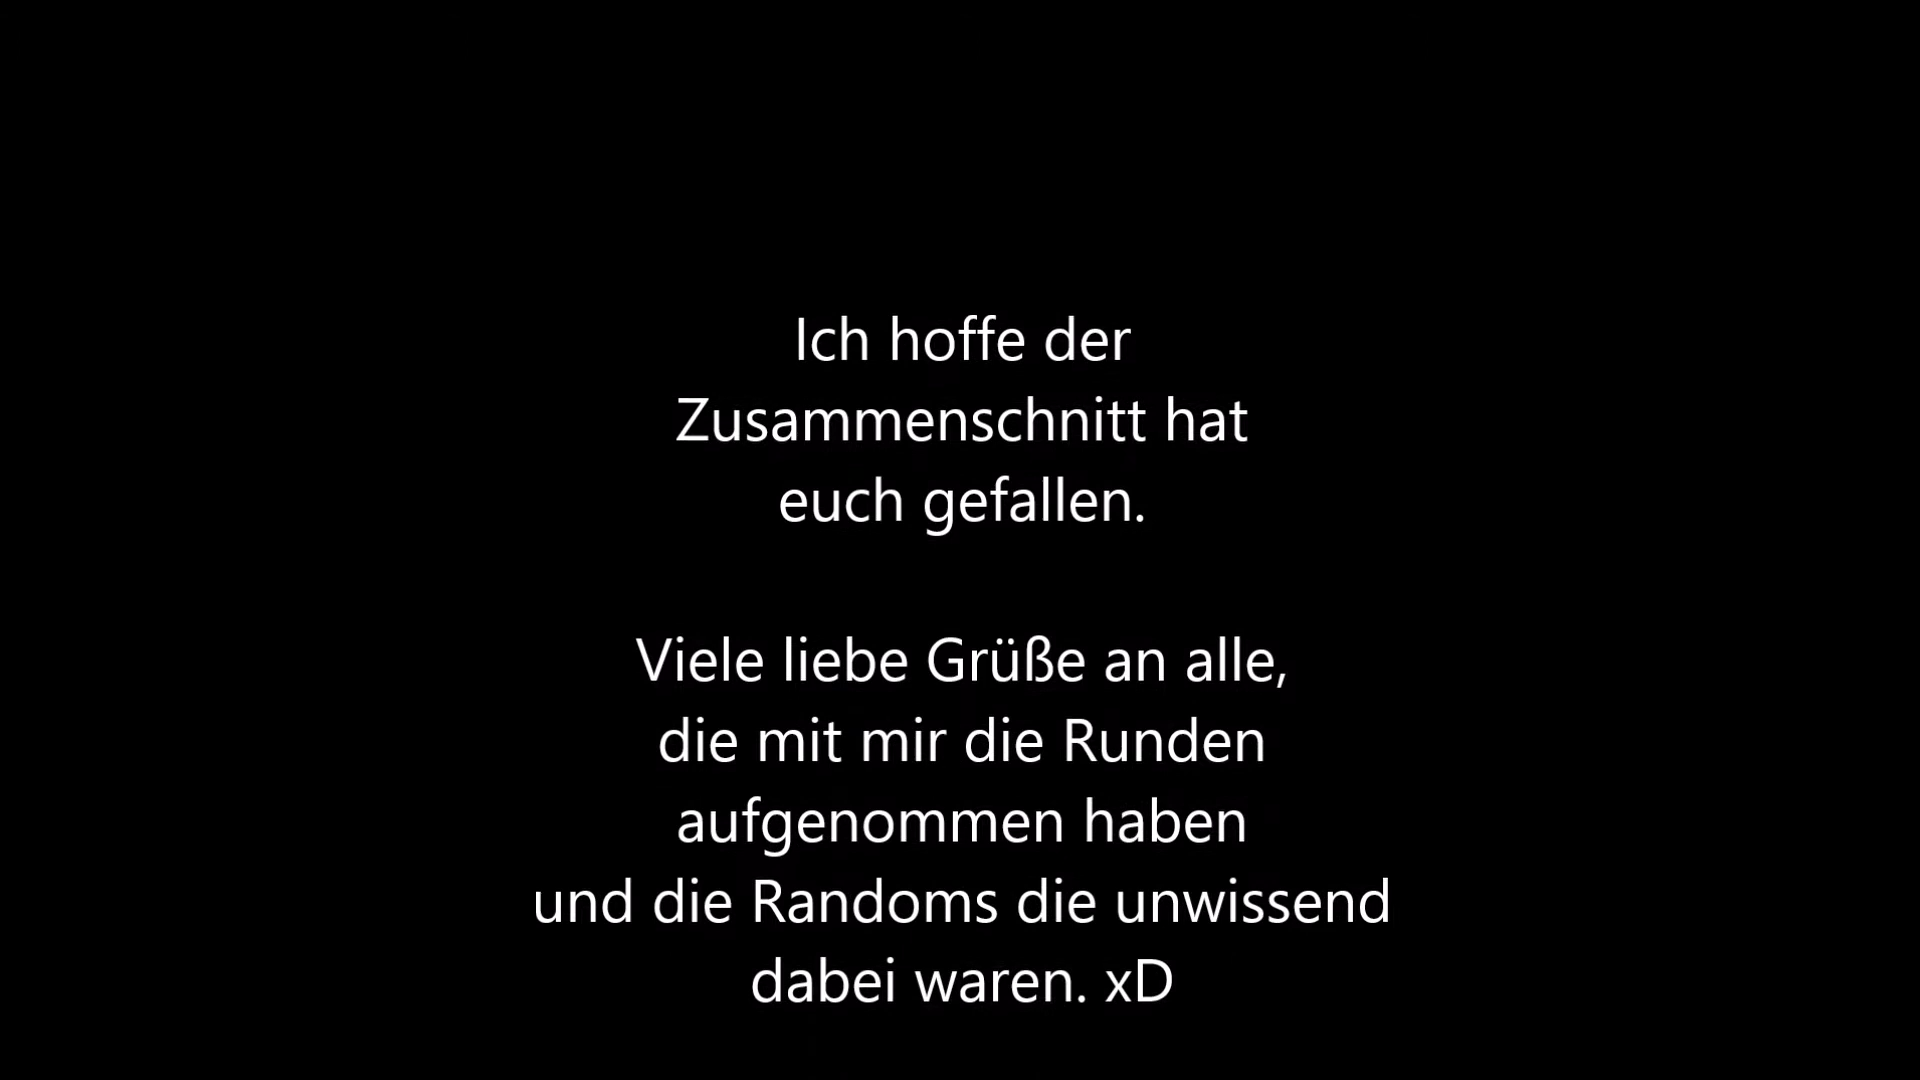 Ich hoffe der
Zusammenschnitt hat
euch gefallen.
Viele liebe Grüße an alle,
die mit mir die Runden
aufgenommen haben
und die Randoms die unwissend
dabei waren. xD